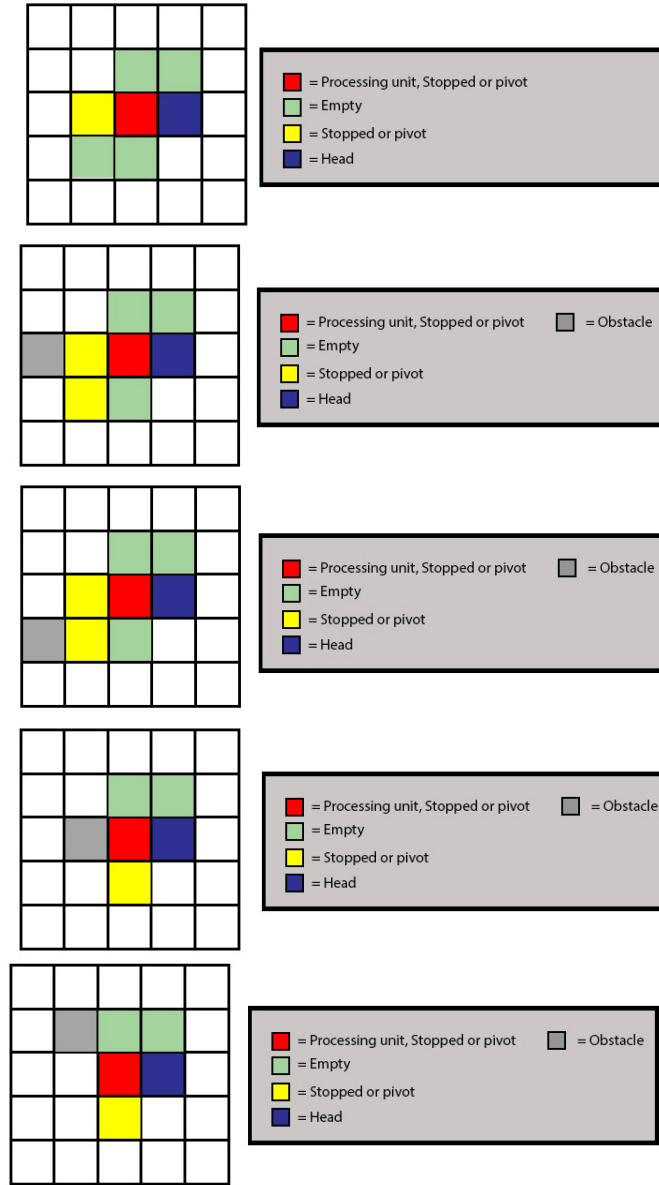 = Processing unit, Stopped or pivot
= Empty
= Stopped or pivot
= Head
= Processing unit, Stopped or pivot = Obstacle
= Empty
= Stopped or pivot
= Head
= Processing unit, Stopped or pivot = Obstacle
= Empty
= Stopped or pivot
= Head
= Processing unit, Stopped or pivot = Obstacle
= Empty
= Stopped or pivot
= Head
= Processing unit, Stopped or pivot = Obstacle
= Empty
= Stopped or pivot
= Head